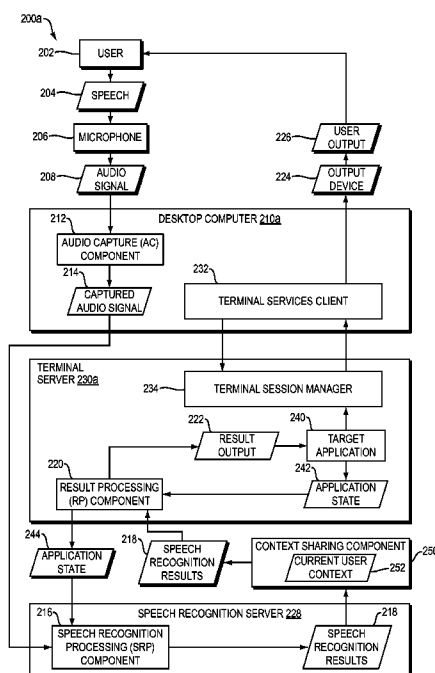 200a
202
USER
204
SPEECH
206
MICROPHONE
208
AUDIO SIGNAL
226
USER OUTPUT
224
OUTPUT DEVICE
DESKTOP COMPUTER 210a
212
AUDIO CAPTURE (AC)
COMPONENT
214
CAPTURED
AUDIO SIGNAL
232
TERMINAL SERVICES CLIENT
TERMINAL
SERVER 230a
234
TERMINAL SESSION MANAGER
222
RESULT
OUTPUT
240
TARGET
APPLICATION
242
APPLICATION
STATE
220
RESULT PROCESSING
(RP) COMPONENT
244
APPLICATION
STATE
218
SPEECH
RECOGNITION
RESULTS
CONTEXT SHARING COMPONENT
250
CURRENT USER
CONTEXT
252
SPEECH RECOGNITION SERVER 228
216
SPEECH RECOGNITION
PROCESSING (SRP)
COMPONENT
218
SPEECH
RECOGNITION
RESULTS